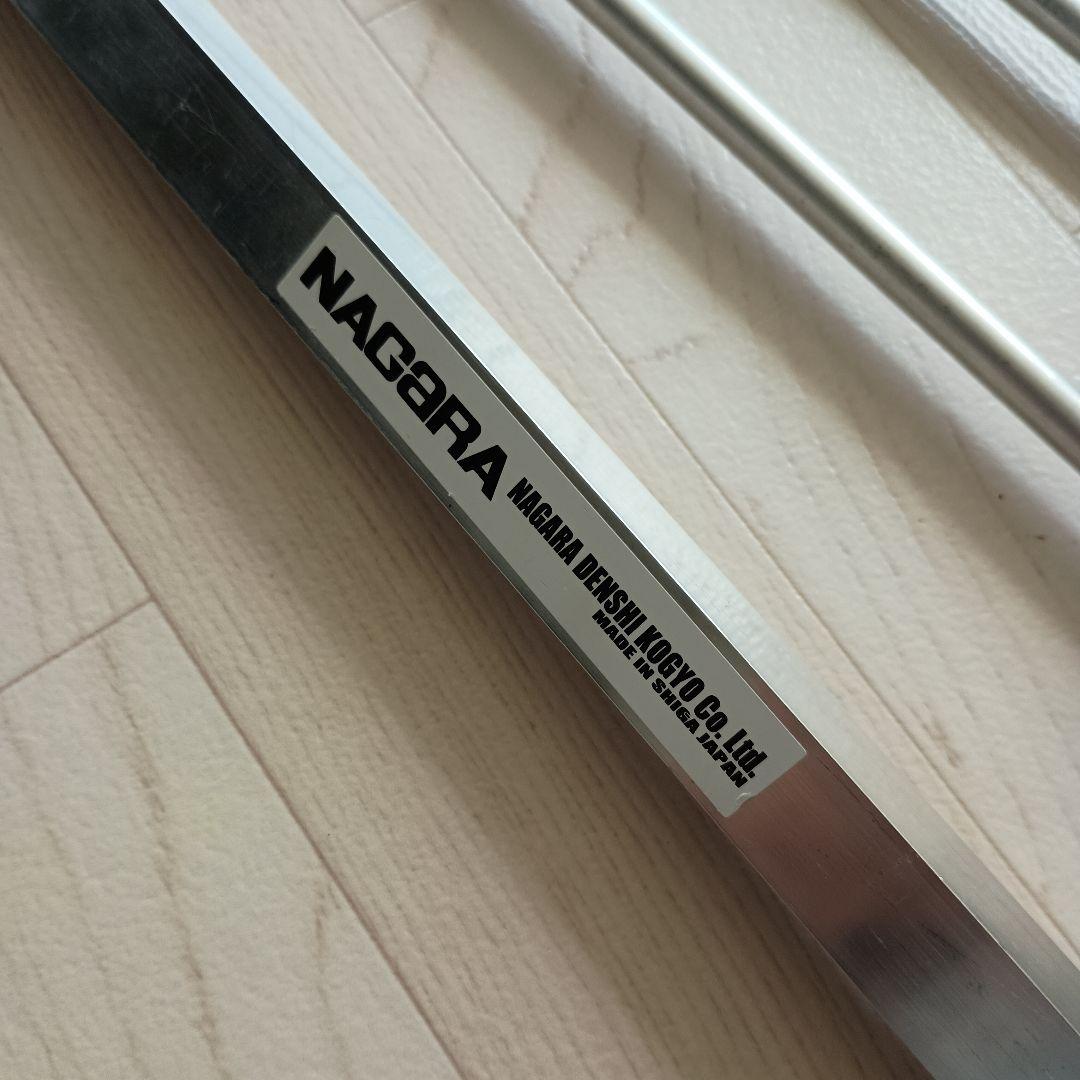 NAGaRA
NAGARA DENSHI KOGYO Co. Ltd.
MADE IN SHIGA JAPAN